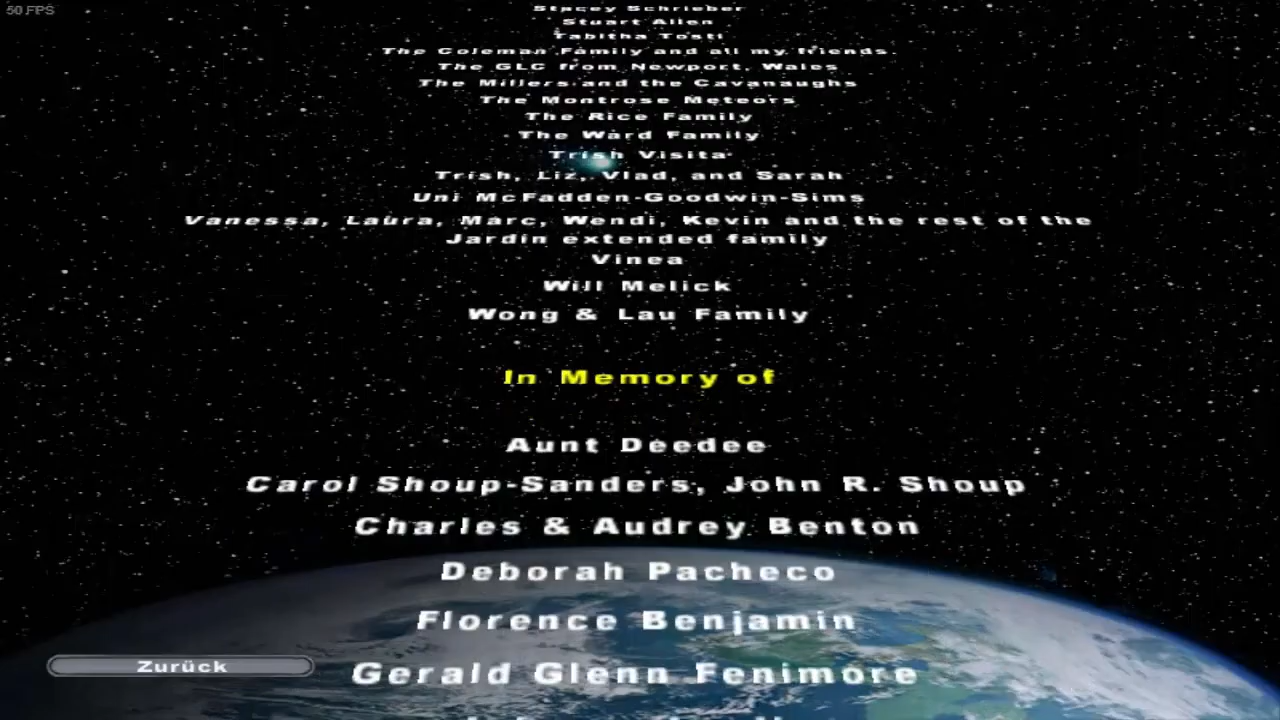 50 FPS
Stacey Schrieber
Stuart Allen
Tabitha Tosti
The Coleman Family and all my friends.
The GLC from Newport, Wales
The Millers and the Cavanaughs
The Montrose Meteors
The Rice Family
The Ward Family
Trish Visita
Trish, Liz, Vlad, and Sarah
Uni McFadden-Goodwin-Sims
Vanessa, Laura, Marc, Wendi, Kevin and the rest of the
Jardin extended family
Vinea
Will Melick
Wong & Lau Family
In Memory of
Aunt Deedee
Carol Shoup-Sanders, John R. Shoup
Charles & Audrey Benton
Deborah Pacheco
Florence Benjamin
Zurück
Gerald Glenn Fenimore